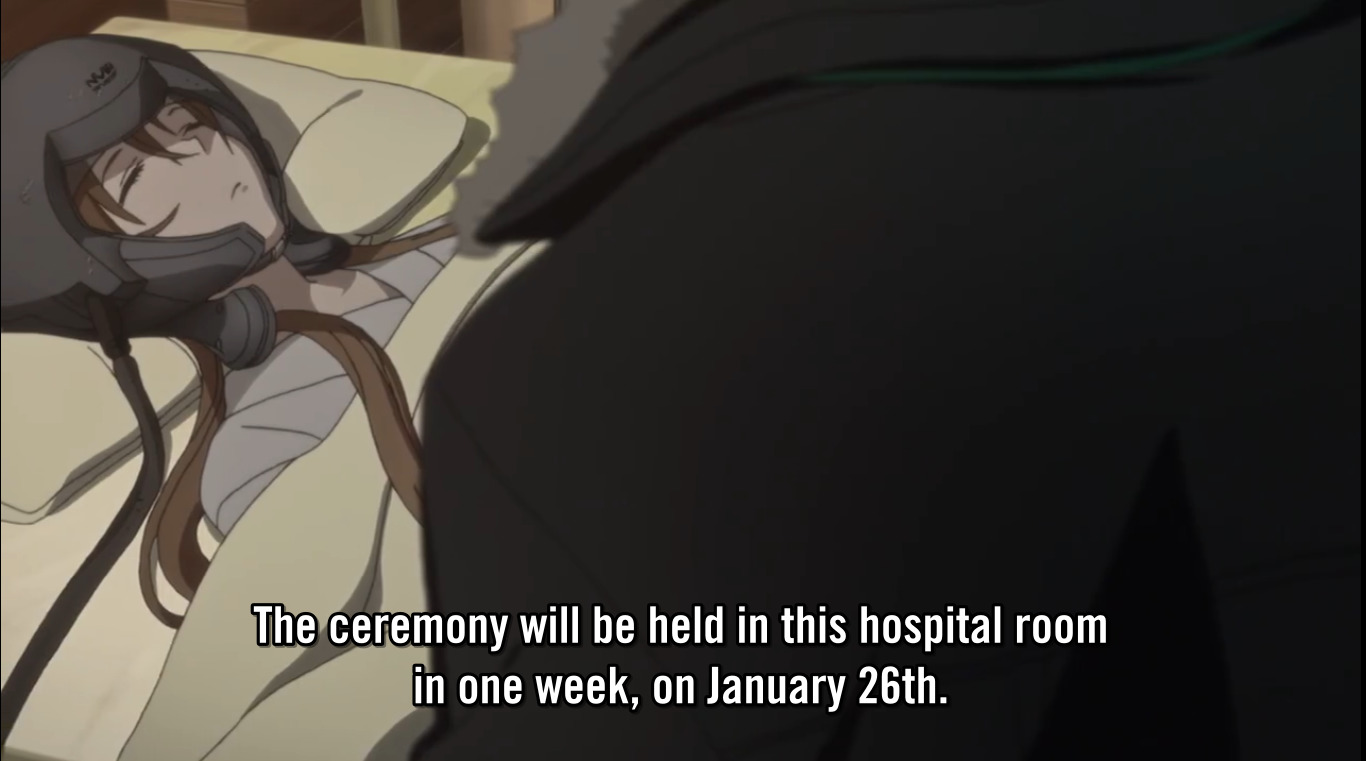 The ceremony will be held in this hospital room
in one week, on January 26th.